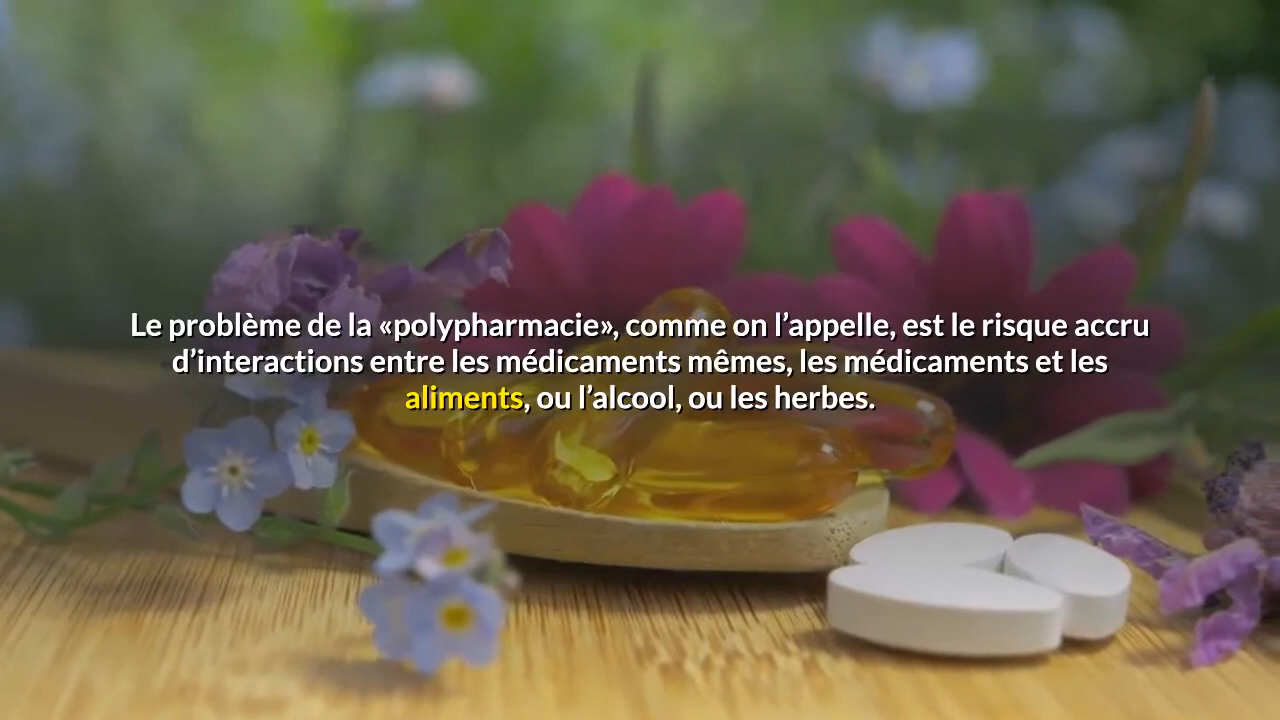 Le problème de la «polypharmacie», comme on l’appelle, est le risque accru
d’interactions entre les médicaments mêmes, les médicaments et les
aliments, ou l’alcool, ou les herbes.